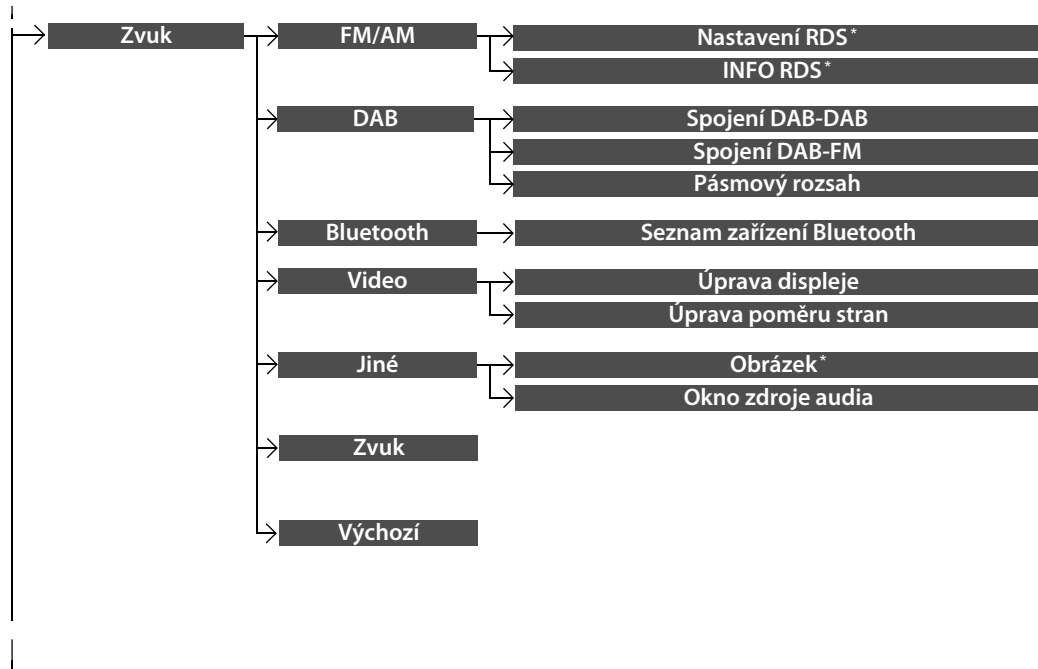 Zvuk
FM/AM
Nastavení RDS*
INFO RDS*
DAB
Spojení DAB-DAB
Spojení DAB-FM
Pásmový rozsah
Bluetooth
Seznam zařízení Bluetooth
Video
Úprava displeje
Úprava poměru stran
Jiné
Obrázek*
Okno zdroje audia
Zvuk
Výchozí